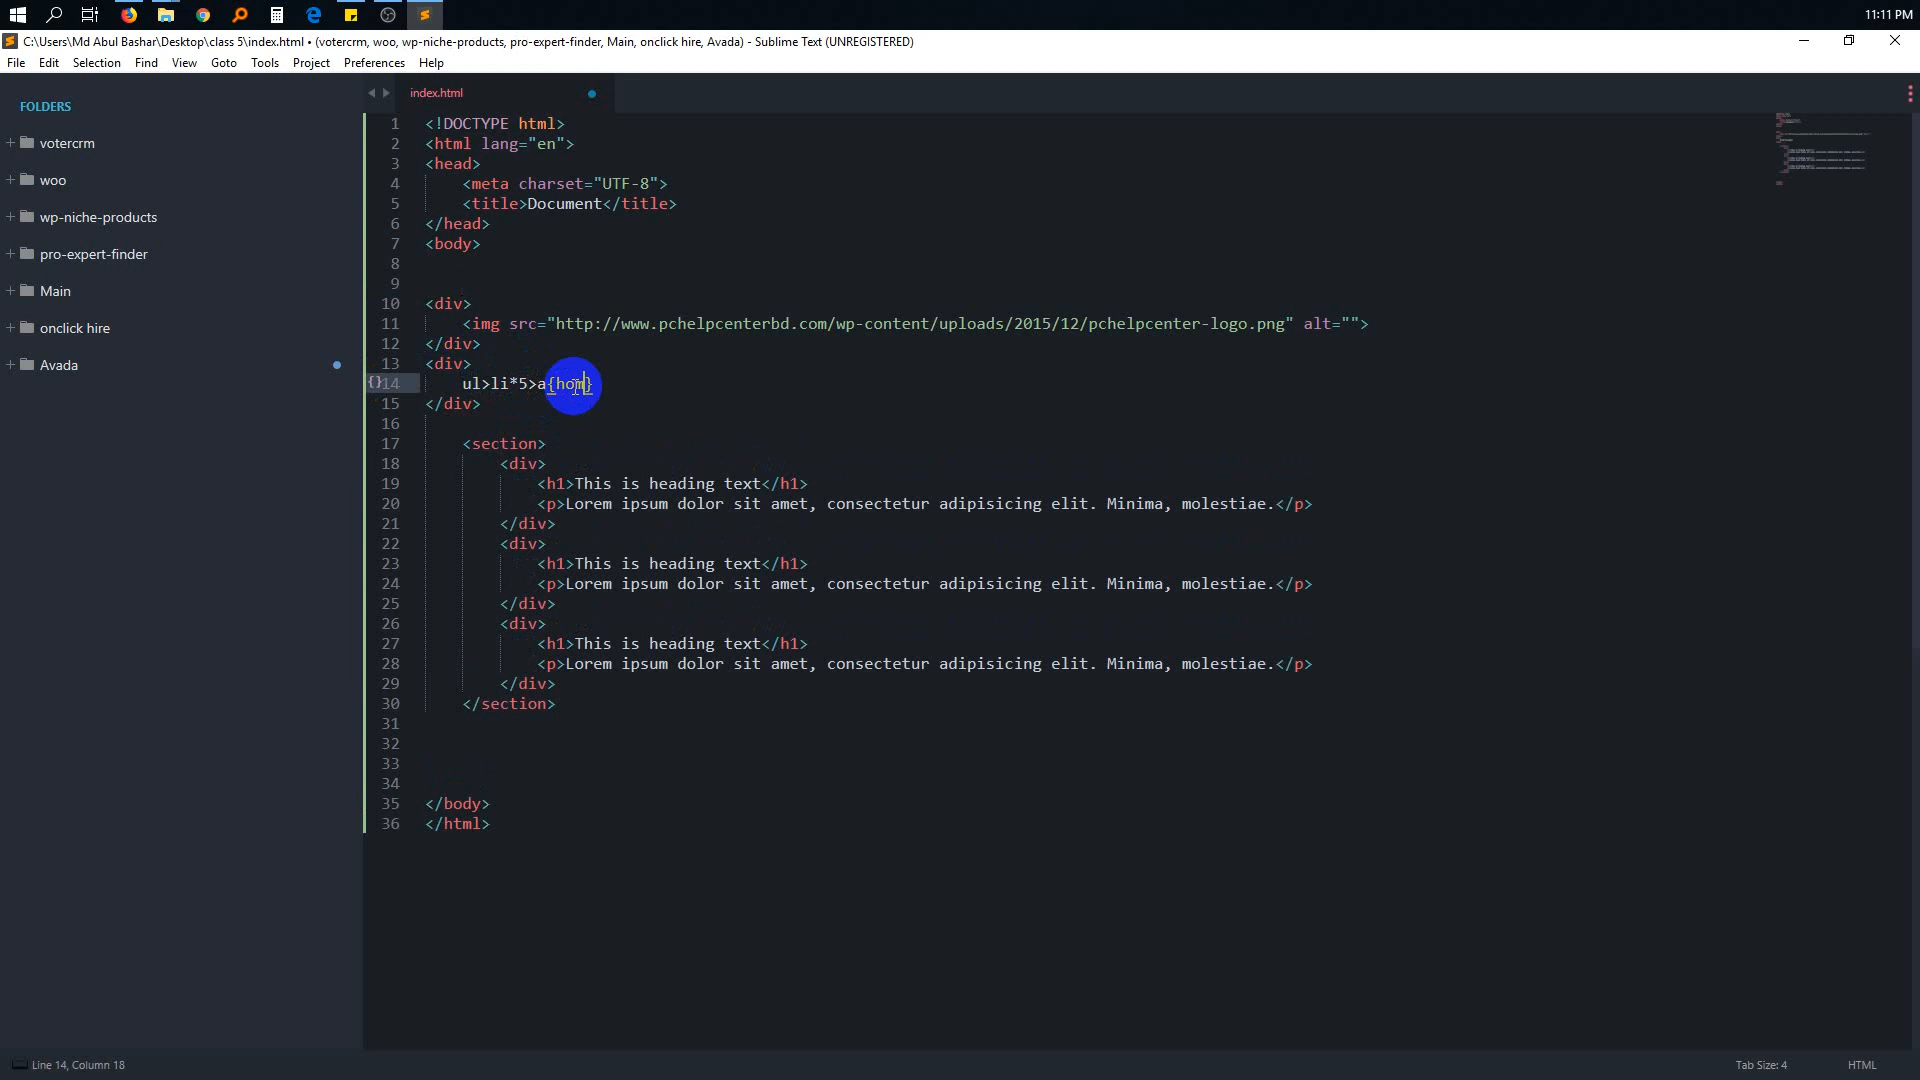 11:11 PM
C:\Users\Md Abul Bashar\Desktop\class 5\index.html • (votercrm, woo, wp-niche-products, pro-expert-finder, Main, onclick hire, Avada) - Sublime Text (UNREGISTERED)
File Edit Selection Find View Goto Tools Project Preferences Help
FOLDERS
votercrm
woo
wp-niche-products
pro-expert-finder
Main
onclick hire
Avada
index.html
1 <!DOCTYPE html>
2 <html lang="en">
3 <head>
4 <meta charset="UTF-8">
5 <title>Document</title>
6 </head>
7 <body>
8
9
10 <div>
11 <img src="http://www.pchelpcenterbd.com/wp-content/uploads/2015/12/pchelpcenter-logo.png" alt="">
12 </div>
13 <div>
{}14 ul>li*5>a{hom}
15 </div>
16
17 <section>
18 <div>
19 <h1>This is heading text</h1>
20 <p>Lorem ipsum dolor sit amet, consectetur adipisicing elit. Minima, molestiae.</p>
21 </div>
22 <div>
23 <h1>This is heading text</h1>
24 <p>Lorem ipsum dolor sit amet, consectetur adipisicing elit. Minima, molestiae.</p>
25 </div>
26 <div>
27 <h1>This is heading text</h1>
28 <p>Lorem ipsum dolor sit amet, consectetur adipisicing elit. Minima, molestiae.</p>
29 </div>
30 </section>
31
32
33
34
35 </body>
36 </html>
Line 14, Column 18
Tab Size: 4
HTML